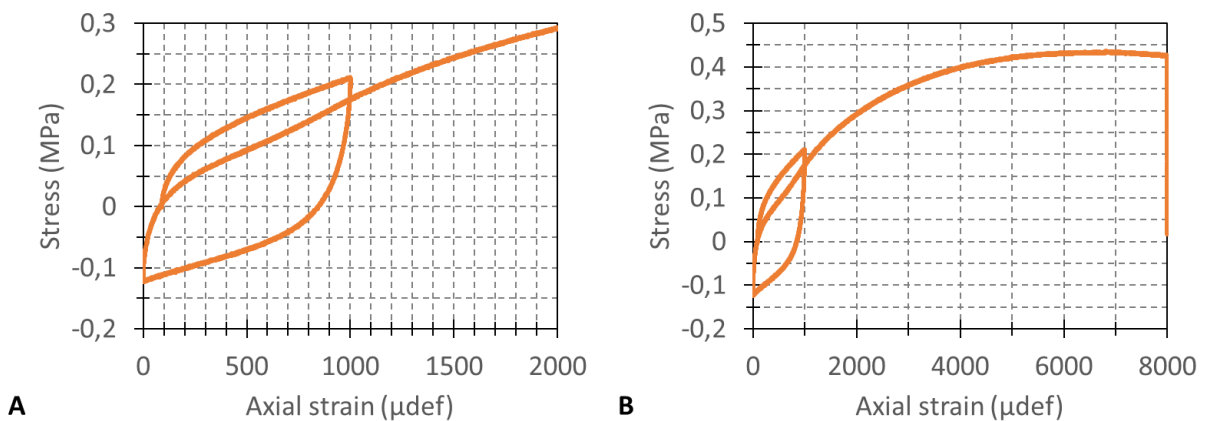 0,3
0,2
0,1
0
-0,1
-0,2
Stress (MPa)
0 500 1000 1500 2000
Axial strain (μdef)
A
0,5
0,4
0,3
0,2
0,1
0
-0,1
-0,2
Stress (MPa)
0 2000 4000 6000 8000
Axial strain (μdef)
B